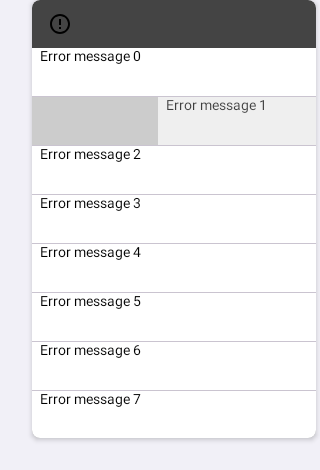 Error message 0
Error message 1
Error message 2
Error message 3
Error message 4
Error message 5
Error message 6
Error message 7